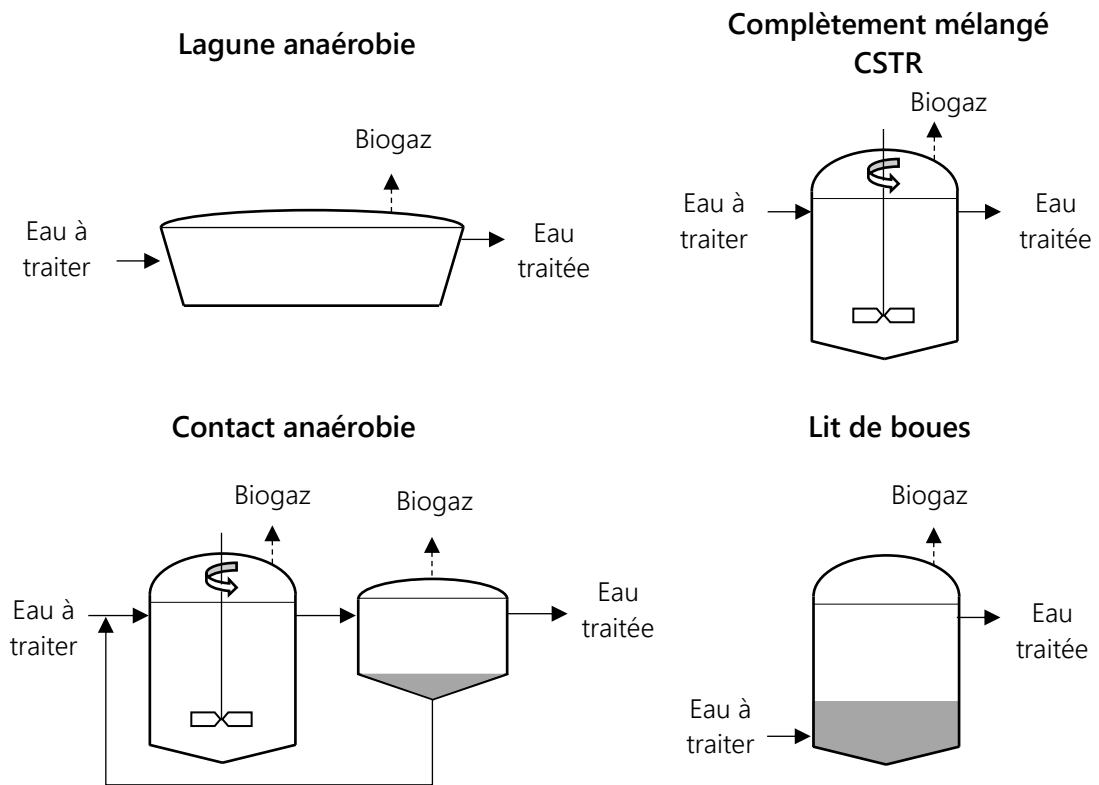 Lagune anaérobie
Biogaz
Eau à
traiter
Eau
traitée
Complètement mélangé
CSTR
Biogaz
Eau à
traiter
Eau
traitée
Contact anaérobie
Biogaz
Biogaz
Eau à
traiter
Eau
traitée
Lit de boues
Biogaz
Eau
traitée
Eau à
traiter